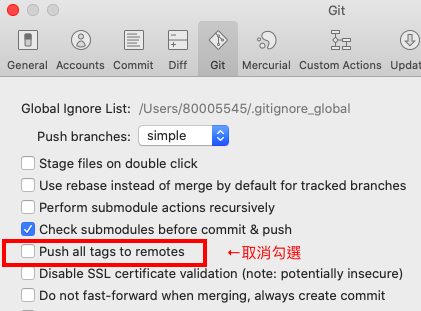 Git
General Accounts Commit Diff Git Mercurial Custom Actions Updat
Global Ignore List: /Users/80005545/.gitignore_global
Push branches: simple
Stage files on double click
Use rebase instead of merge by default for tracked branches
Perform submodule actions recursively
Check submodules before commit & push
Push all tags to remotes ←取消勾選
Disable SSL certificate validation (note: potentially insecure)
Do not fast-forward when merging, always create commit